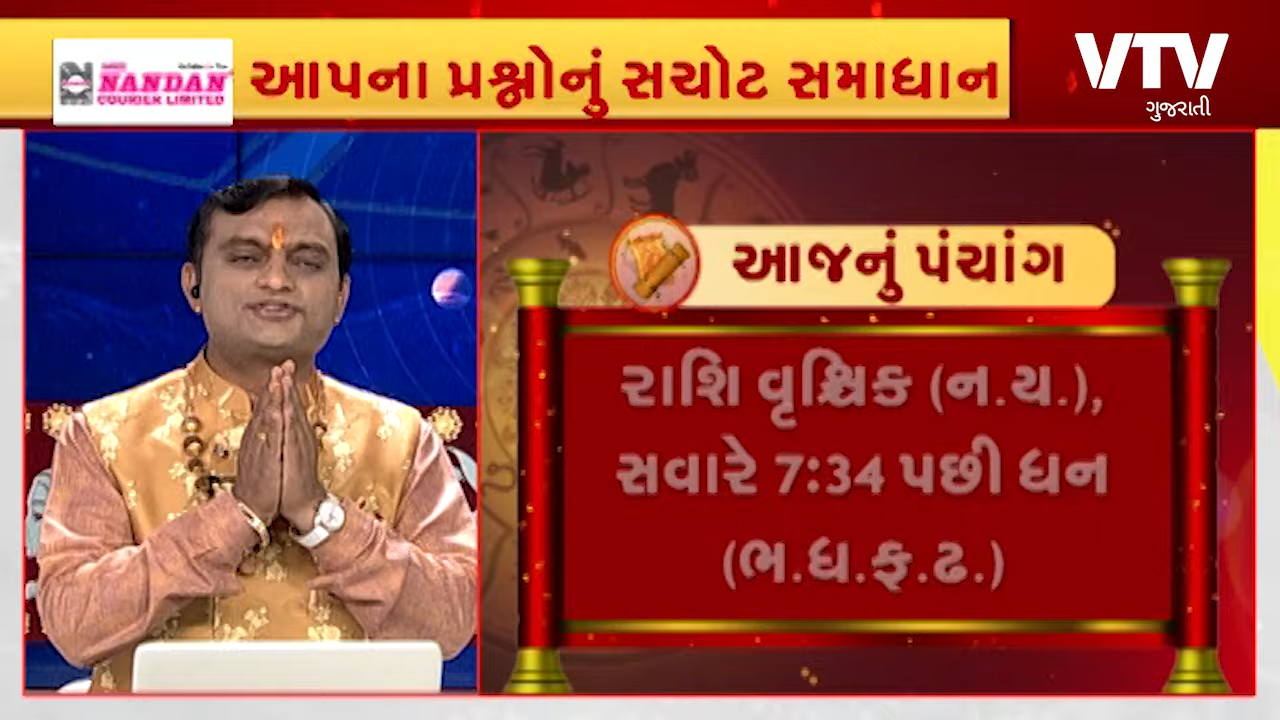 NANDAN
COURIER LIMITED
આપના પ્રશ્નોનું સચોટ સમાધાન
VTV
ગુજરાતી
આજનું પંચાંગ
રાશિ વૃશ્ચિક (ન.ય.),
સવારે 7:34 પછી ધન
(ભ.ધ.ફ.ઢ.)